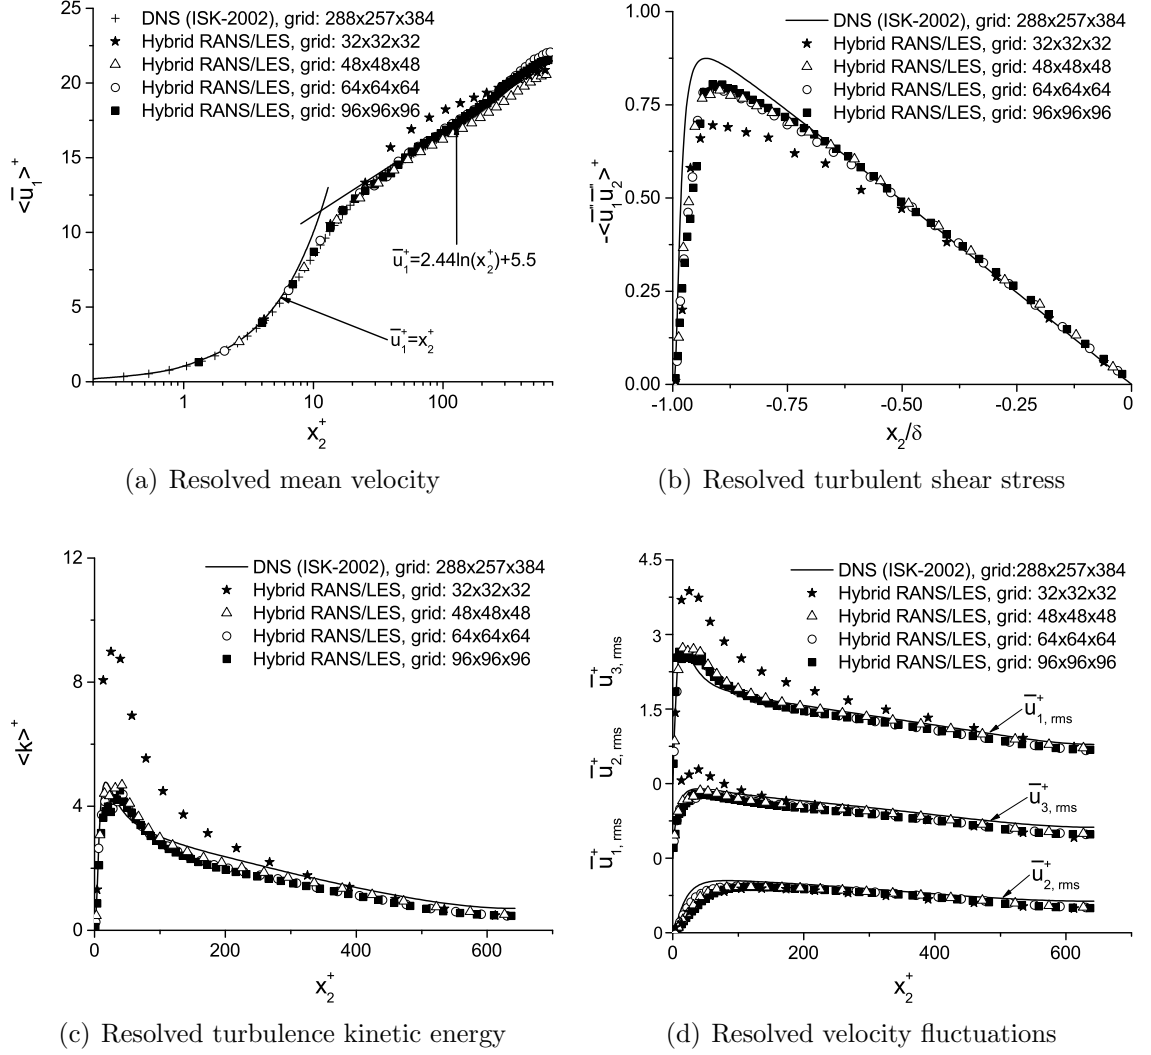 DNS (ISK-2002), grid: 288x257x384
Hybrid RANS/LES, grid: 32x32x32
Hybrid RANS/LES, grid: 48x48x48
Hybrid RANS/LES, grid: 64x64x64
Hybrid RANS/LES, grid: 96x96x96
25
20
15
10
5
0
<u̅₁>⁺
u̅₁⁺=2.44ln(x₂⁺)+5.5
u̅₁⁺=x₂⁺
1
10
100
x₂⁺
(a) Resolved mean velocity
DNS (ISK-2002), grid: 288x257x384
Hybrid RANS/LES, grid: 32x32x32
Hybrid RANS/LES, grid: 48x48x48
Hybrid RANS/LES, grid: 64x64x64
Hybrid RANS/LES, grid: 96x96x96
1.00
0.75
0.50
0.25
0.00
-<u̅₁"u̅₂">⁺
-1.00
-0.75
-0.50
-0.25
0
x₂/δ
(b) Resolved turbulent shear stress
DNS (ISK-2002), grid: 288x257x384
Hybrid RANS/LES, grid: 32x32x32
Hybrid RANS/LES, grid: 48x48x48
Hybrid RANS/LES, grid: 64x64x64
Hybrid RANS/LES, grid: 96x96x96
12
8
4
0
<k>⁺
0
200
400
600
x₂⁺
(c) Resolved turbulence kinetic energy
DNS (ISK-2002), grid:288x257x384
Hybrid RANS/LES, grid: 32x32x32
Hybrid RANS/LES, grid: 48x48x48
Hybrid RANS/LES, grid: 64x64x64
Hybrid RANS/LES, grid: 96x96x96
4.5
3
1.5
0
0
0
u̅⁺₁, rms u̅⁺₂, rms u̅⁺₃, rms
u̅⁺₁, rms
u̅⁺₃, rms
u̅⁺₂, rms
0
200
400
600
x₂⁺
(d) Resolved velocity fluctuations